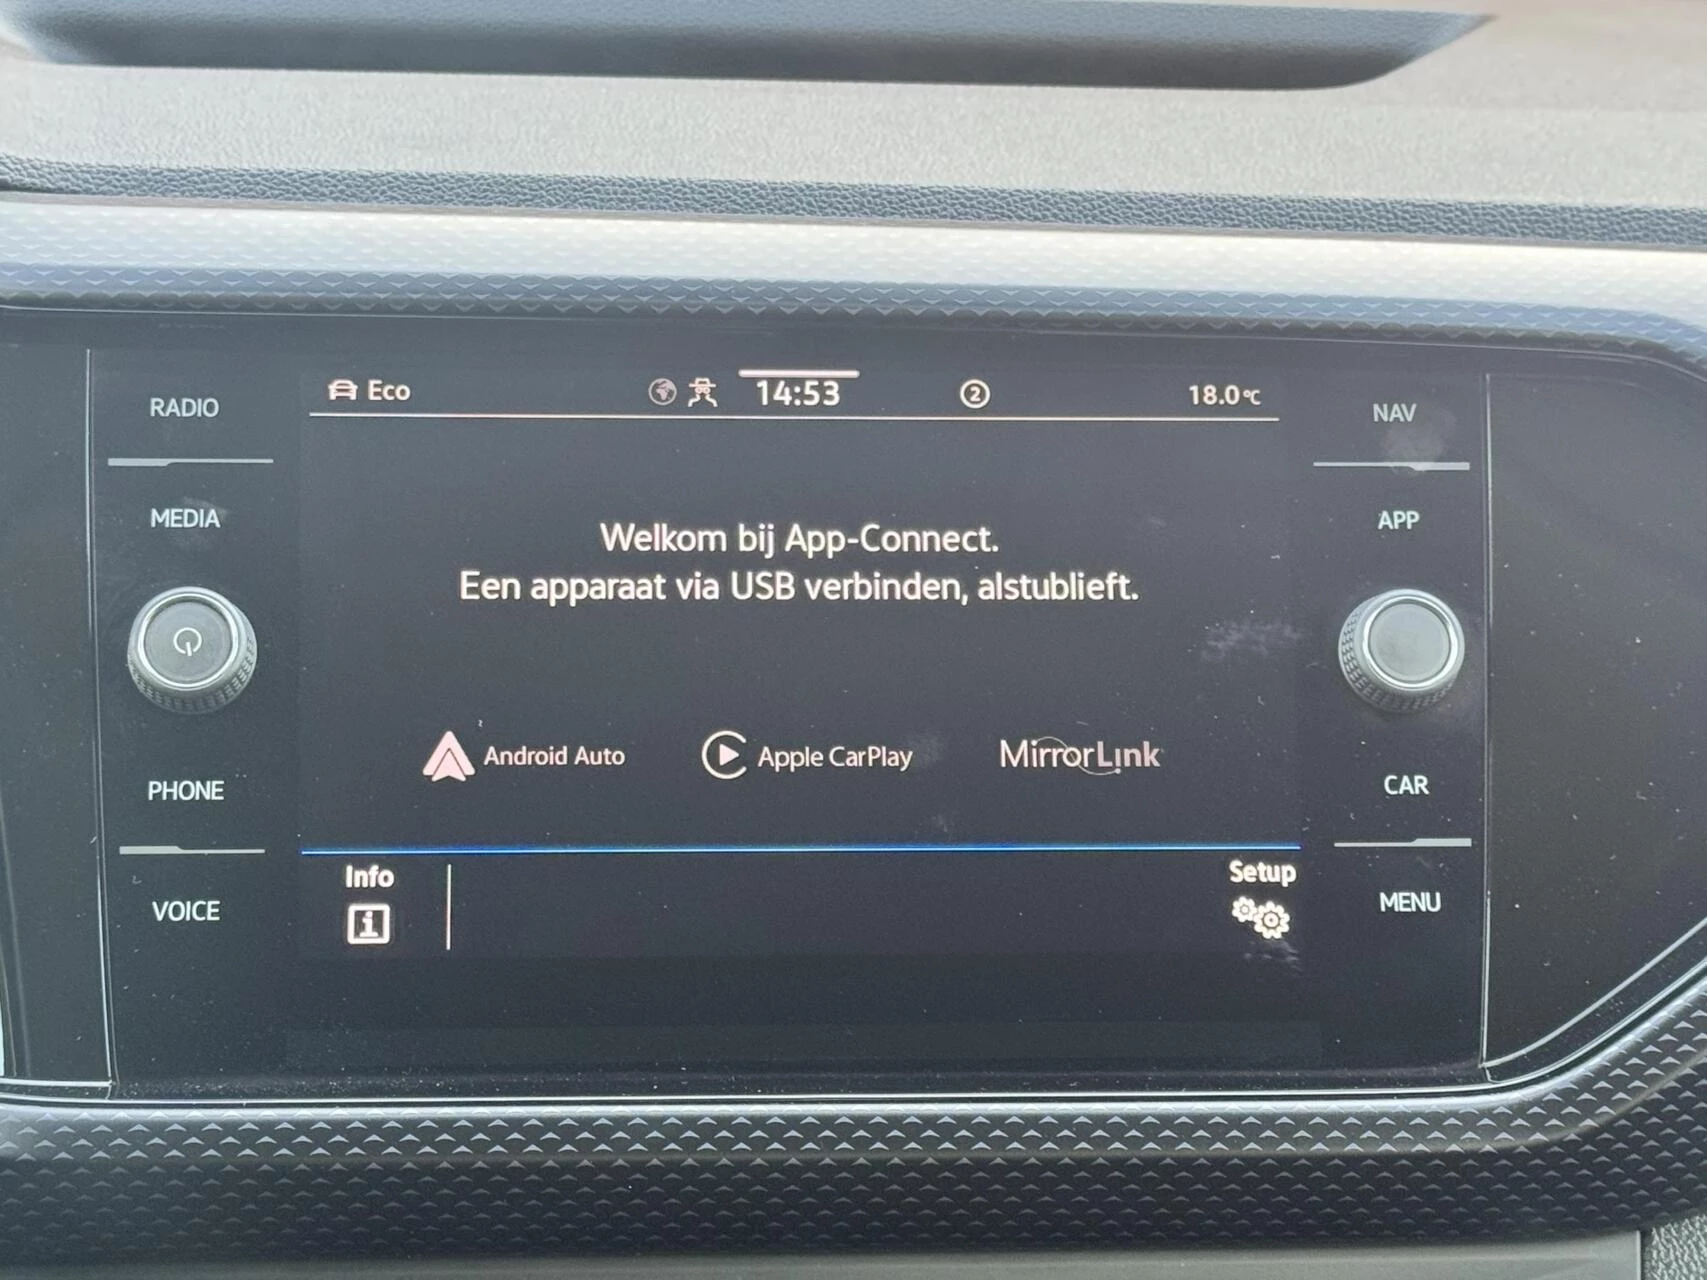 RADIO
MEDIA
PHONE
VOICE
Eco
14:53
2
18.0°C
Welkom bij App-Connect.
Een apparaat via USB verbinden, alstublieft.
Android Auto
Apple CarPlay
MirrorLink
Info
i
Setup
NAV
APP
CAR
MENU